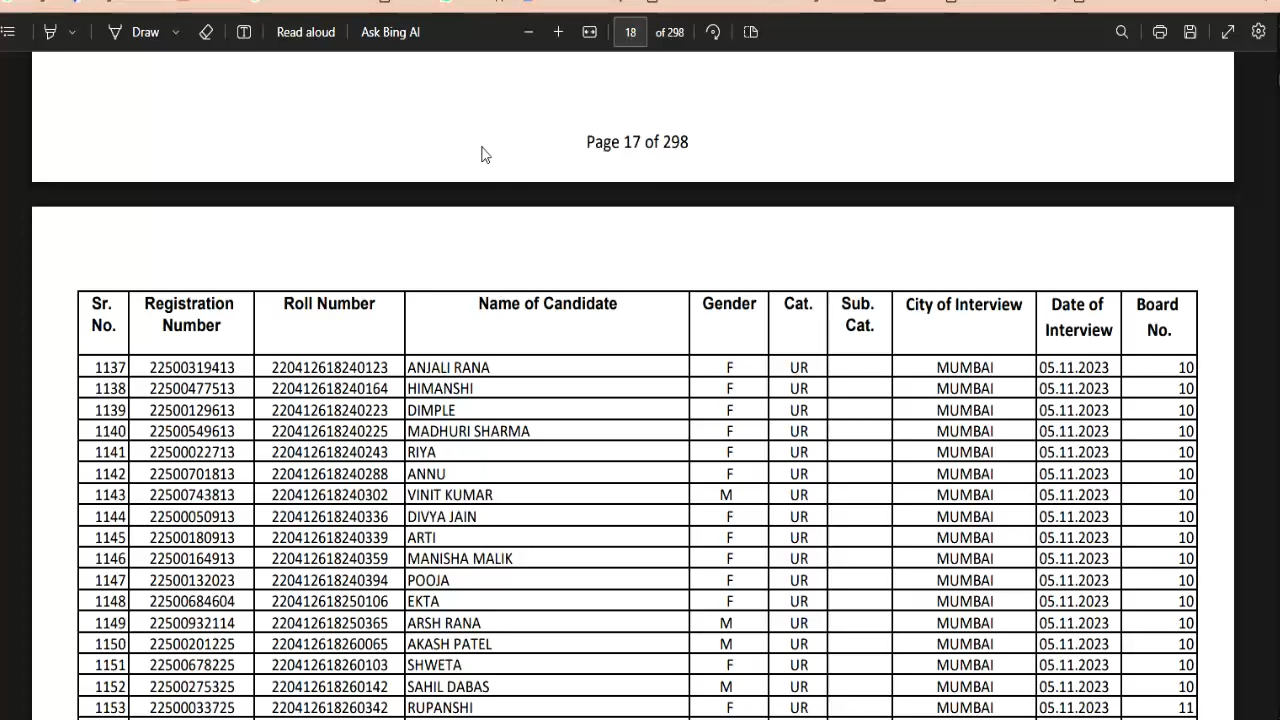 Draw Read aloud Ask Bing AI 18 of 298
Page 17 of 298
Sr. No. Registration Number Roll Number Name of Candidate Gender Cat. Sub. Cat. City of Interview Date of Interview Board No.
1137 22500319413 220412618240123 ANJALI RANA F UR MUMBAI 05.11.2023 10
1138 22500477513 220412618240164 HIMANSHI F UR MUMBAI 05.11.2023 10
1139 22500129613 220412618240223 DIMPLE F UR MUMBAI 05.11.2023 10
1140 22500549613 220412618240225 MADHURI SHARMA F UR MUMBAI 05.11.2023 10
1141 22500022713 220412618240243 RIYA F UR MUMBAI 05.11.2023 10
1142 22500701813 220412618240288 ANNU F UR MUMBAI 05.11.2023 10
1143 22500743813 220412618240302 VINIT KUMAR M UR MUMBAI 05.11.2023 10
1144 22500050913 220412618240336 DIVYA JAIN F UR MUMBAI 05.11.2023 10
1145 22500180913 220412618240339 ARTI F UR MUMBAI 05.11.2023 10
1146 22500164913 220412618240359 MANISHA MALIK F UR MUMBAI 05.11.2023 10
1147 22500132023 220412618240394 POOJA F UR MUMBAI 05.11.2023 10
1148 22500684604 220412618250106 EKTA F UR MUMBAI 05.11.2023 10
1149 22500932114 220412618250365 ARSH RANA M UR MUMBAI 05.11.2023 10
1150 22500201225 220412618260065 AKASH PATEL M UR MUMBAI 05.11.2023 10
1151 22500678225 220412618260103 SHWETA F UR MUMBAI 05.11.2023 10
1152 22500275325 220412618260142 SAHIL DABAS M UR MUMBAI 05.11.2023 10
1153 22500033725 220412618260342 RUPANSHI F UR MUMBAI 05.11.2023 11